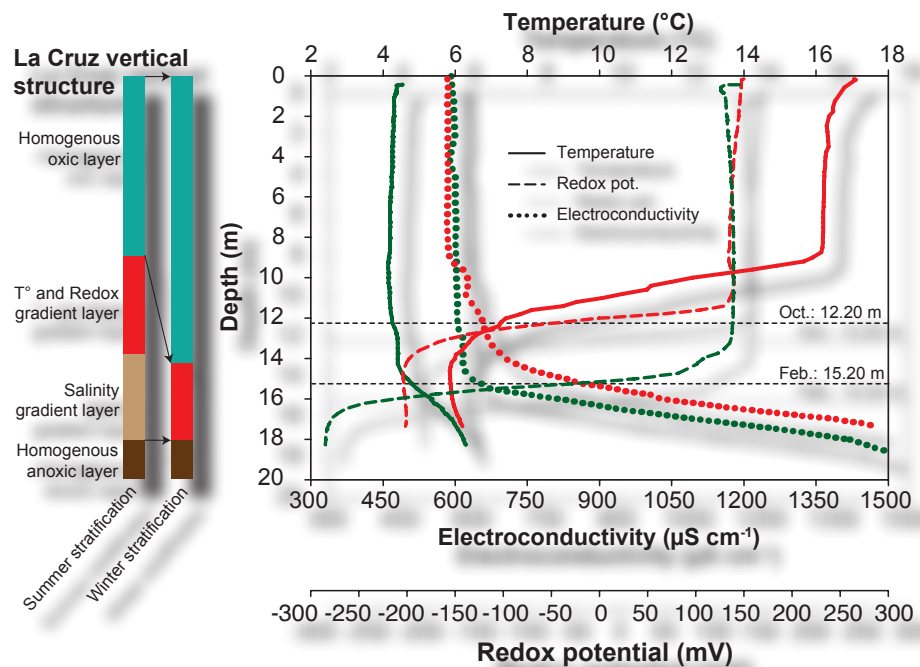 La Cruz vertical
structure
Homogenous
oxic layer
T° and Redox
gradient layer
Salinity
gradient layer
Homogenous
anoxic layer
Summer stratification
Winter stratification
Temperature (°C)
2 4 6 8 10 12 14 16 18
Depth (m)
0
2
4
6
8
10
12
14
16
18
20
Temperature
Redox pot.
Electroconductivity
Oct.: 12.20 m
Feb.: 15.20 m
300 450 600 750 900 1050 1200 1350 1500
Electroconductivity (µS cm-1)
-300 -250 -200 -150 -100 -50 0 50 100 150 200 250 300
Redox potential (mV)